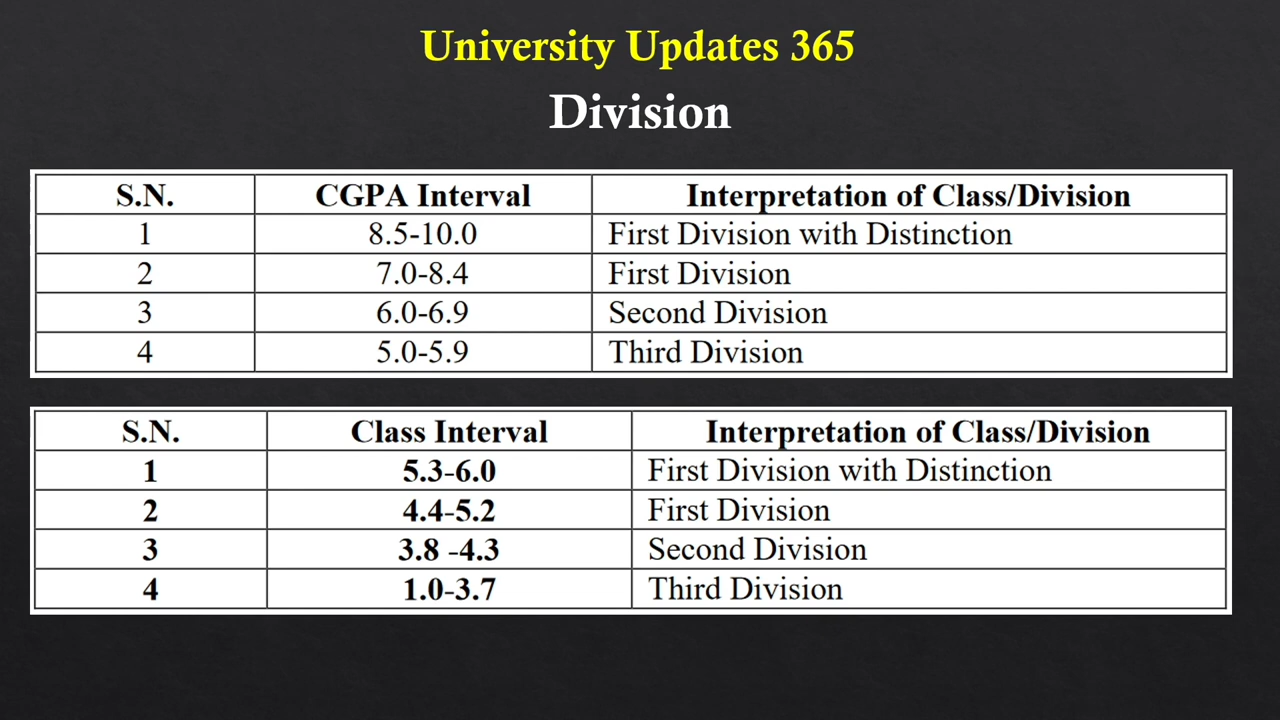 University Updates 365
Division
S.N. CGPA Interval Interpretation of Class/Division
1 8.5-10.0 First Division with Distinction
2 7.0-8.4 First Division
3 6.0-6.9 Second Division
4 5.0-5.9 Third Division
S.N. Class Interval Interpretation of Class/Division
1 5.3-6.0 First Division with Distinction
2 4.4-5.2 First Division
3 3.8 -4.3 Second Division
4 1.0-3.7 Third Division